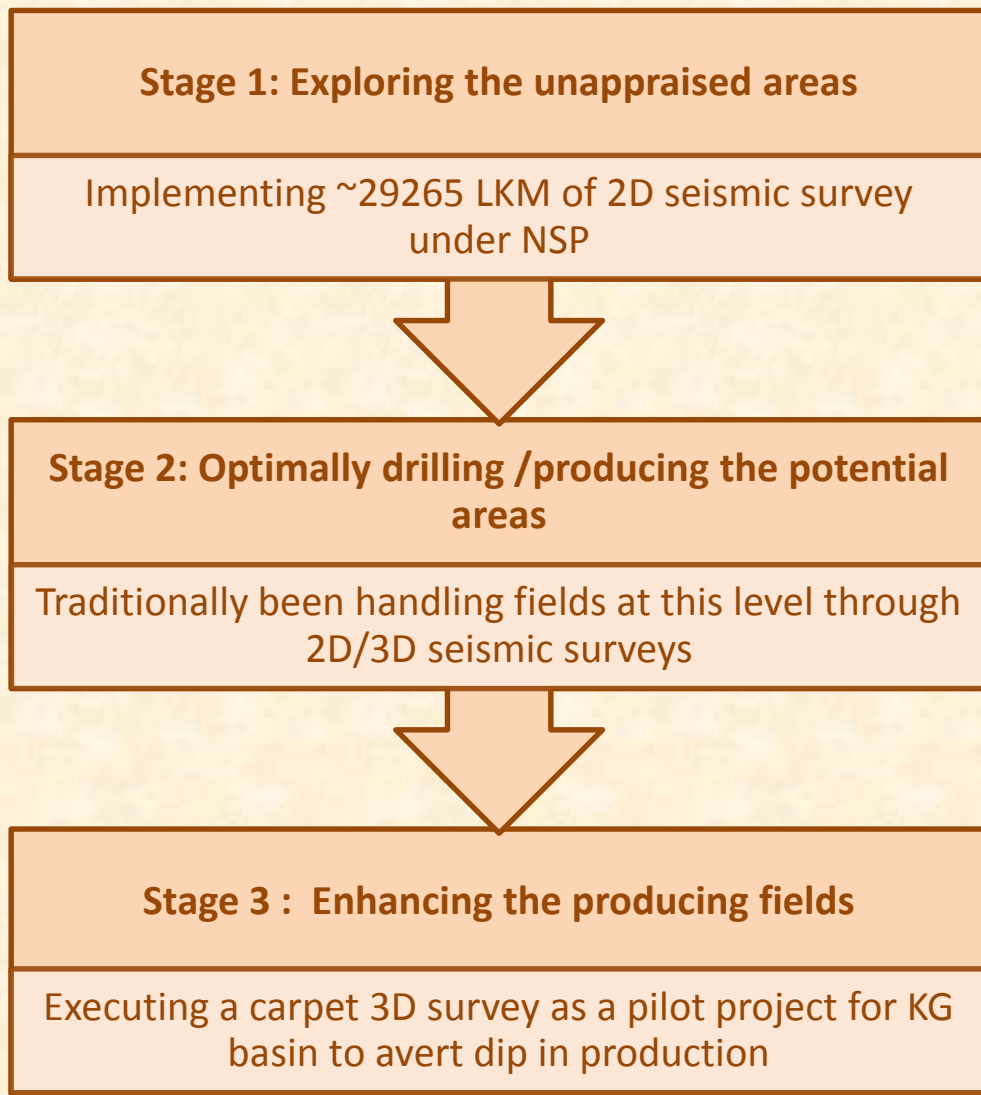 Stage 1: Exploring the unappraised areas
Implementing ~29265 LKM of 2D seismic survey
under NSP
Stage 2: Optimally drilling /producing the potential
areas
Traditionally been handling fields at this level through
2D/3D seismic surveys
Stage 3 :  Enhancing the producing fields
Executing a carpet 3D survey as a pilot project for KG
basin to avert dip in production